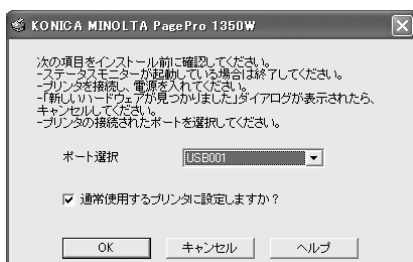 KONICA MINOLTA PagePro 1350W
次の項目をインストール前に確認してください。
-ステータスモニターが起動している場合は終了してください。
-プリンタを接続し、電源を入れてください。
-「新しいハードウェアが見つかりました」ダイアログが表示されたら、
キャンセルしてください。
-プリンタの接続されたポートを選択してください。
ポート選択
USB001
通常使用するプリンタに設定しますか？
OK
キャンセル
ヘルプ